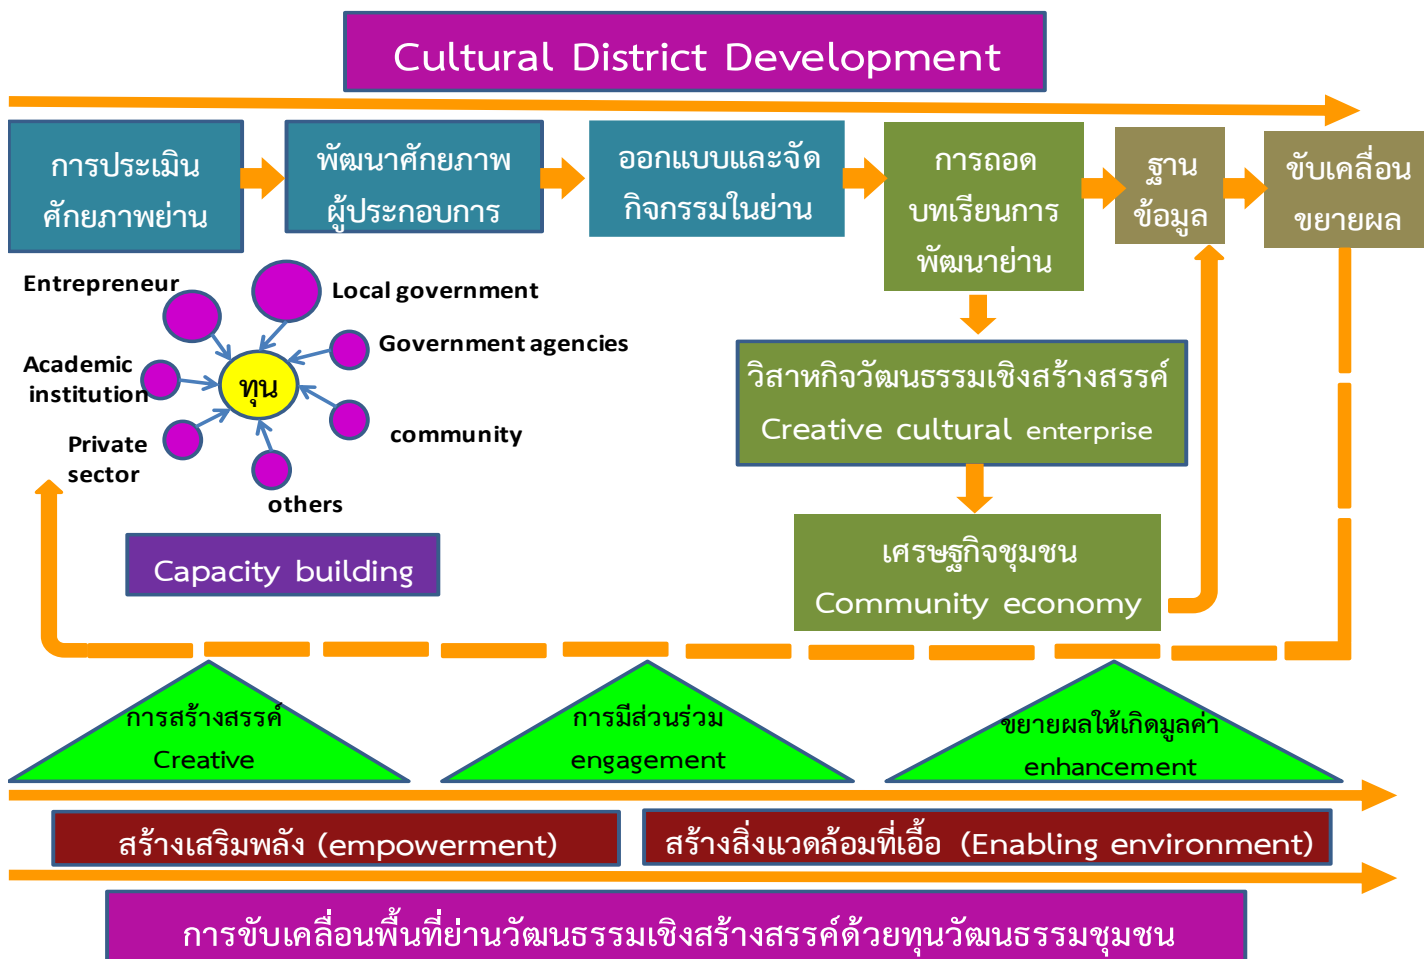 Cultural District Development
การประเมิน
ศักยภาพย่าน
พัฒนาศักยภาพ
ผู้ประกอบการ
ออกแบบและจัด
กิจกรรมในย่าน
การถอด
บทเรียนการ
พัฒนาย่าน
ฐาน
ข้อมูล
ขับเคลื่อน
ขยายผล
Entrepreneur
Local government
Government agencies
Academic
institution
ทุน
community
Private
sector
others
วิสาหกิจวัฒนธรรมเชิงสร้างสรรค์
Creative cultural enterprise
Capacity building
เศรษฐกิจชุมชน
Community economy
การสร้างสรรค์
Creative
การมีส่วนร่วม
engagement
ขยายผลให้เกิดมูลค่า
enhancement
สร้างเสริมพลัง (empowerment)
สร้างสิ่งแวดล้อมที่เอื้อ (Enabling environment)
การขับเคลื่อนพื้นที่ย่านวัฒนธรรมเชิงสร้างสรรค์ด้วยทุนวัฒนธรรมชุมชน